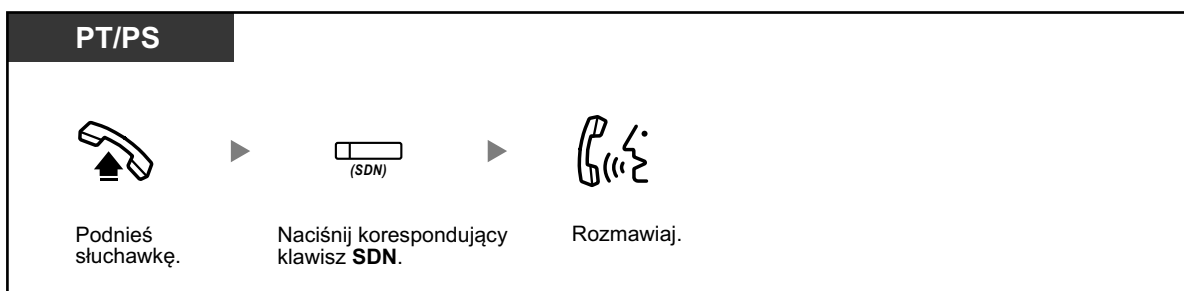 PT/PS
(SDN)
Podnieś
słuchawkę.
Naciśnij korespondujący
klawisz SDN.
Rozmawiaj.